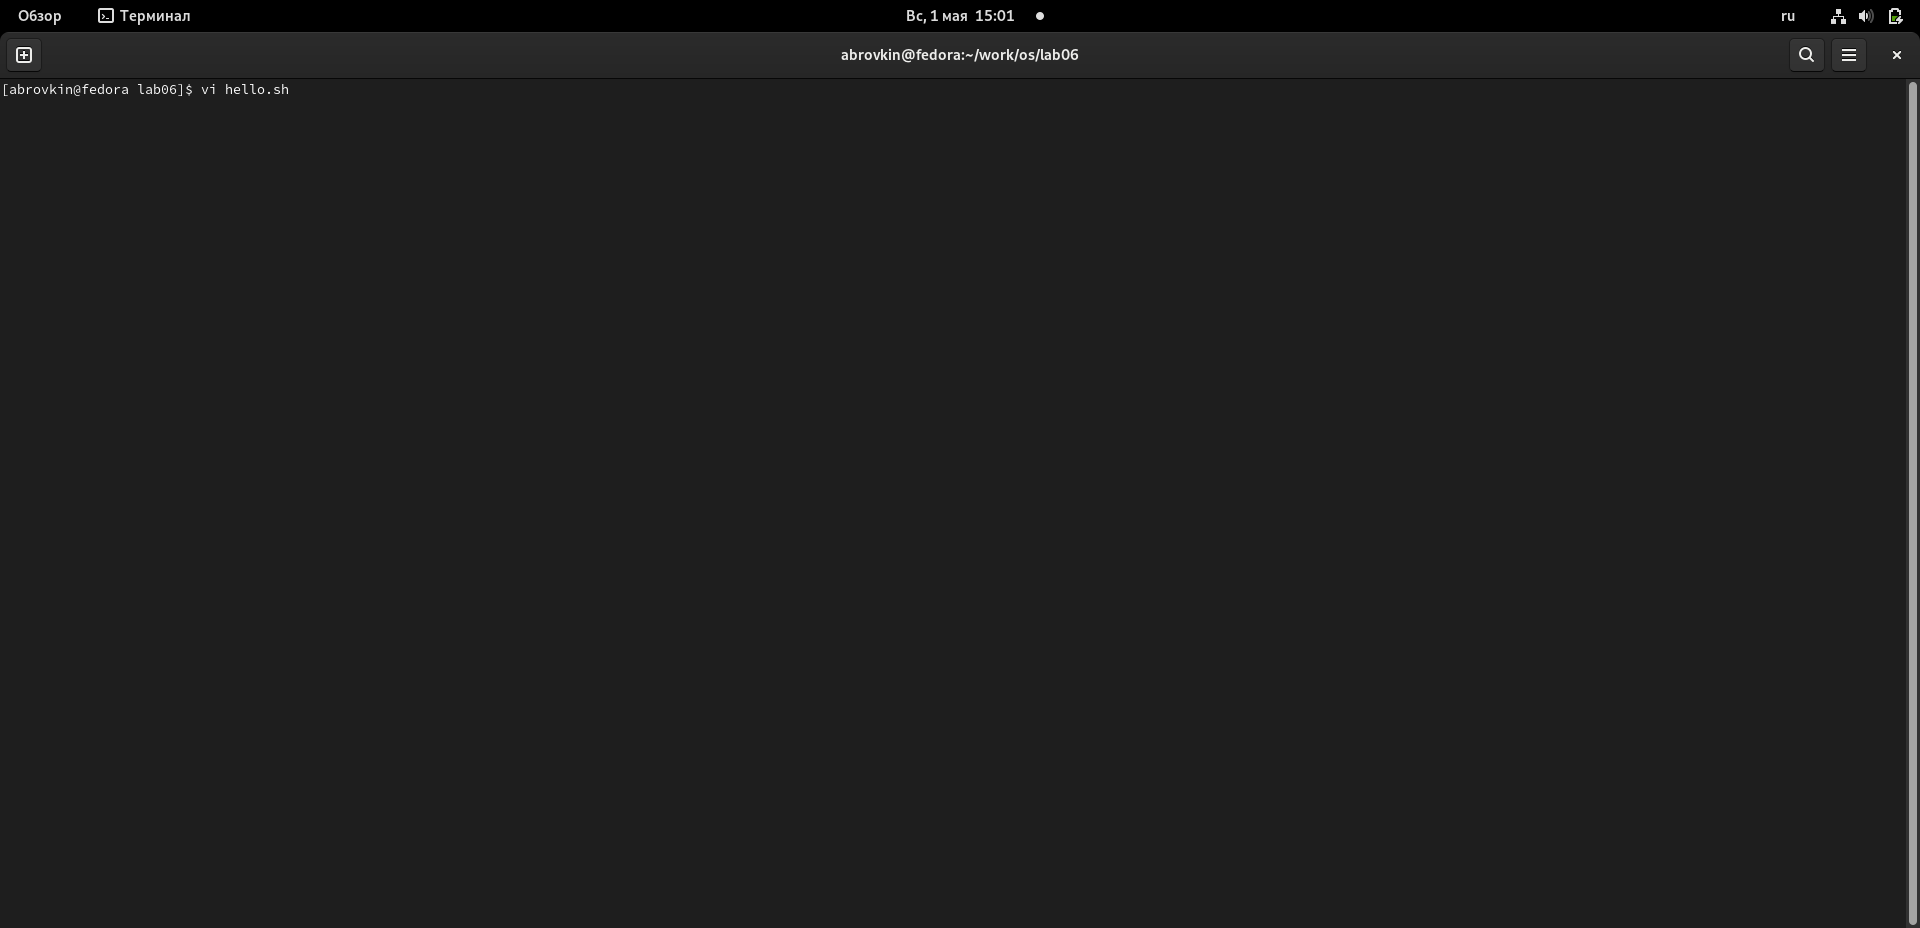 Обзор Терминал Вс, 1 мая 15:01 ru
abrovkin@fedora:~/work/os/lab06
[abrovkin@fedora lab06]$ vi hello.sh